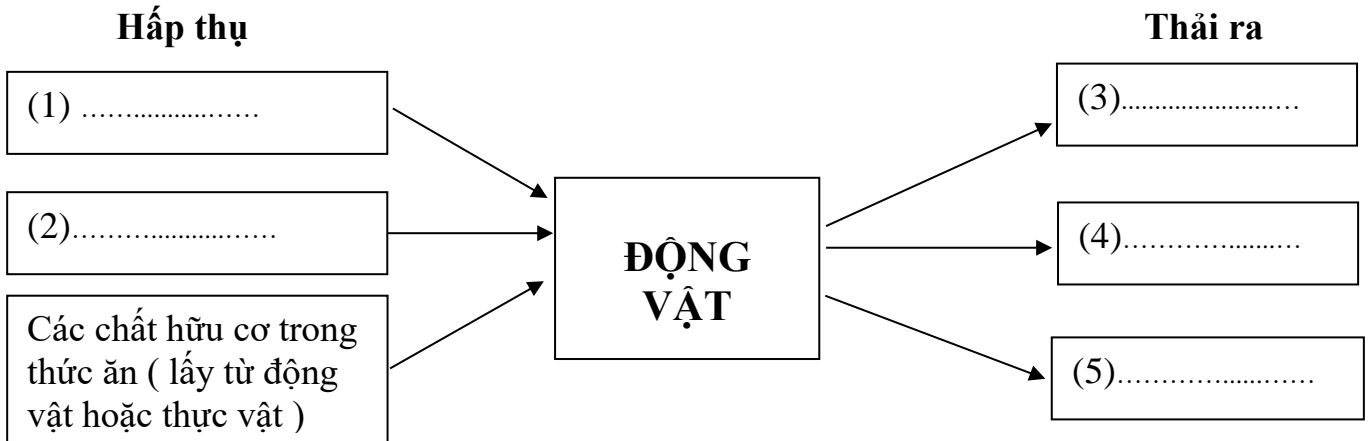 Hấp thụ
(1) ……...........……
(2)………...........……
Các chất hữu cơ trong
thức ăn ( lấy từ động
vật hoặc thực vật )
ĐỘNG
VẬT
Thải ra
(3).......................…
(4)………….......…
(5)………….......……